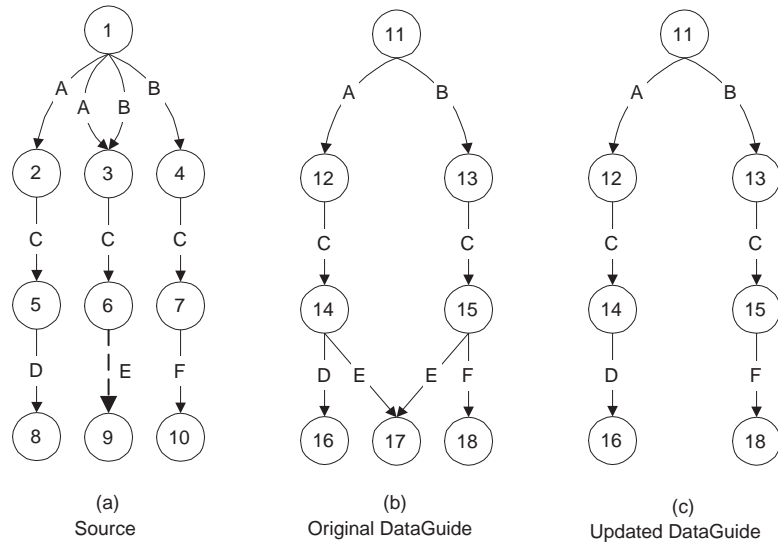 1
11
11
A
A
B
B
A
B
A
B
2
3
4
12
13
12
13
C
C
C
C
C
C
C
5
6
7
14
15
14
15
D
E
F
D
E
E
F
D
F
8
9
10
16
17
18
16
18
(a)
Source
(b)
Original DataGuide
(c)
Updated DataGuide